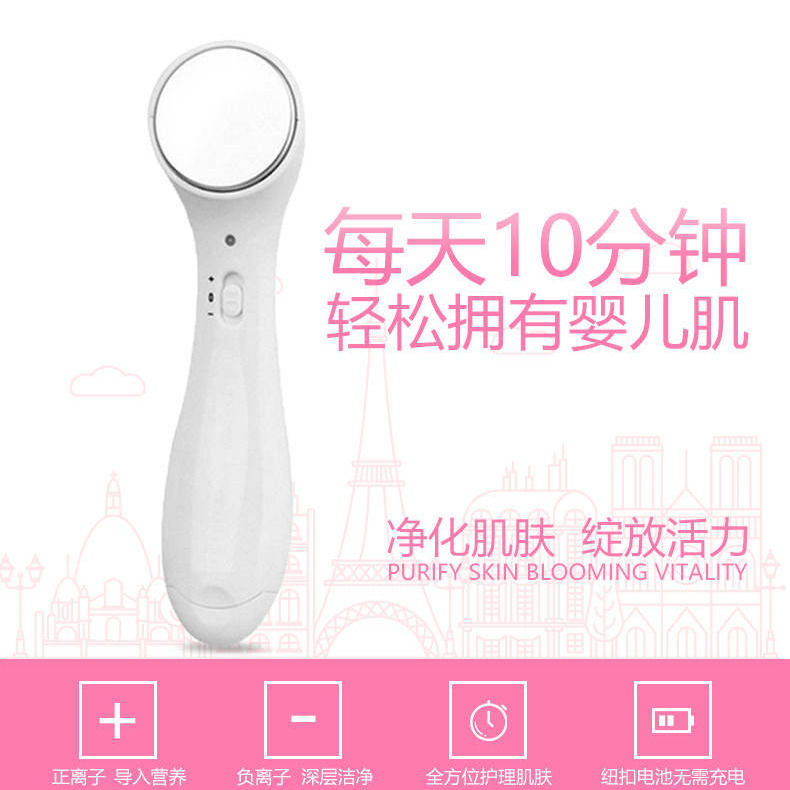 每天10分钟
轻松拥有婴儿肌
净化肌肤 绽放活力
PURIFY SKIN BLOOMING VITALITY
正离子 导入营养
负离子 深层洁净
全方位护理肌肤
纽扣电池无需充电